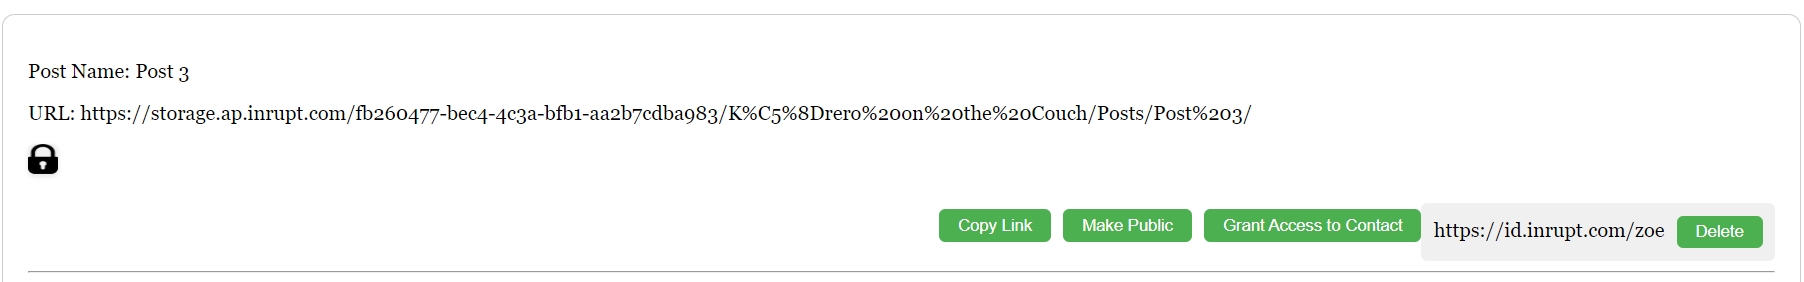 Post Name: Post 3
URL: https://storage.ap.inrupt.com/fb260477-bec4-4c3a-bfb1-aa2b7cdba983/K%C5%8Drero%20on%20the%20Couch/Posts/Post%203/
Copy Link Make Public Grant Access to Contact https://id.inrupt.com/zoe Delete